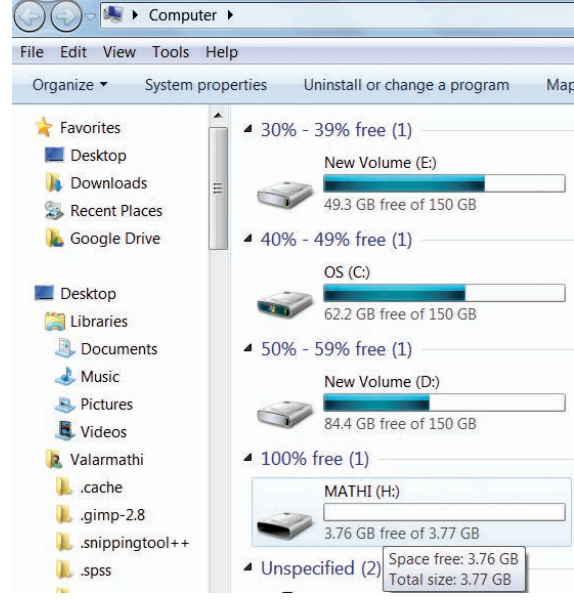 Computer
File Edit View Tools Help
Organize System properties Uninstall or change a program Map
Favorites
Desktop
Downloads
Recent Places
Google Drive
Desktop
Libraries
Documents
Music
Pictures
Videos
Valarmathi
.cache
.gimp-2.8
.snippingtool++
.spss
30% - 39% free (1)
New Volume (E:)
49.3 GB free of 150 GB
40% - 49% free (1)
OS (C:)
62.2 GB free of 150 GB
50% - 59% free (1)
New Volume (D:)
84.4 GB free of 150 GB
100% free (1)
MATHI (H:)
3.76 GB free of 3.77 GB
Space free: 3.76 GB
Total size: 3.77 GB
Unspecified (2)